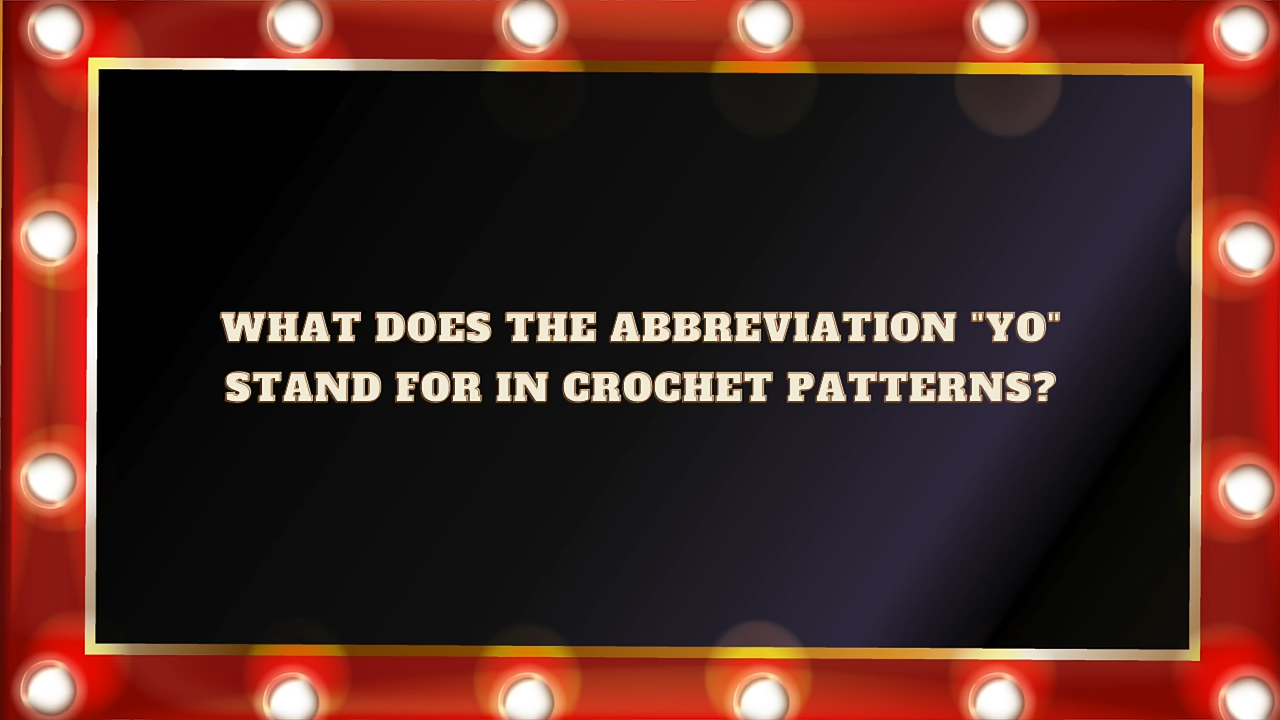 WHAT DOES THE ABBREVIATION "YO"
STAND FOR IN CROCHET PATTERNS?